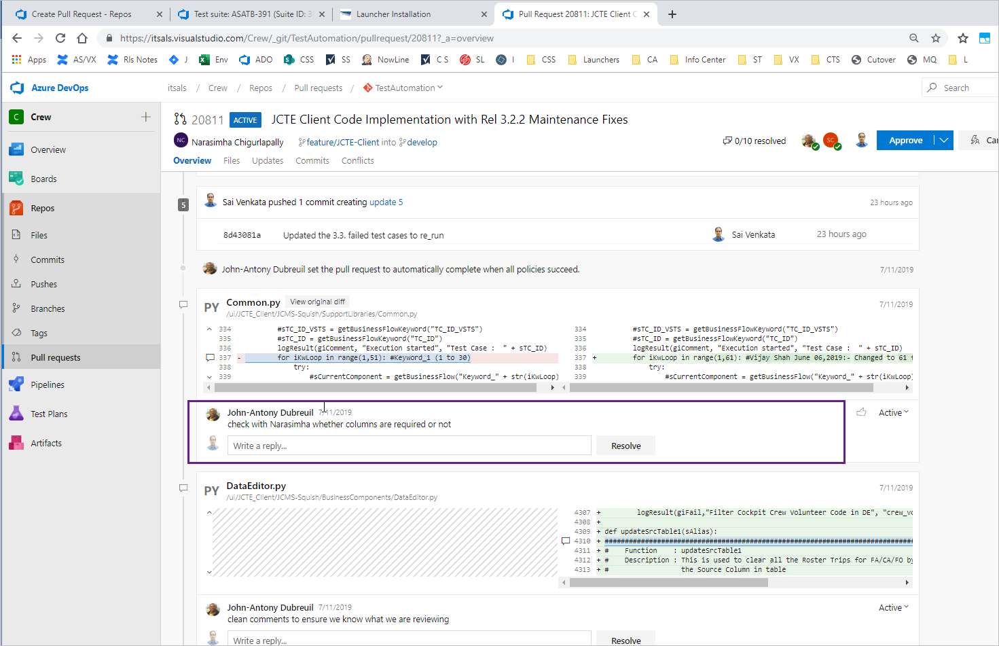 Create Pull Request - Repos
Test suite: ASATB-391 (Suite ID: 3
Launcher Installation
Pull Request 20811: JCTE Client C
https://itsals.visualstudio.com/Crew/_git/TestAutomation/pullrequest/20811?_a=overview
Apps AS/VX RIs Notes J Env ADO CSS SS NowLine C S SL I CSS Launchers CA Info Center ST VX CTS Cutover MQ L
Azure DevOps
itsals / Crew / Repos / Pull requests / TestAutomation
Search
C Crew
Overview
Boards
Repos
Files
Commits
Pushes
Branches
Tags
Pull requests
Pipelines
Test Plans
Artifacts
20811 ACTIVE JCTE Client Code Implementation with Rel 3.2.2 Maintenance Fixes
NC Narasimha Chigurlapally feature/JCTE-Client into develop
0/10 resolved
SC
Approve
Can
Overview Files Updates Commits Conflicts
5
Sai Venkata pushed 1 commit creating update 5
23 hours ago
8d43081a Updated the 3.3. failed test cases to re_run Sai Venkata 23 hours ago
John-Antony Dubreuil set the pull request to automatically complete when all policies succeed.
7/11/2019
PY Common.py View original diff
7/11/2019
/ui/JCTE_Client/JCMS-Squish/SupportLibraries/Common.py
334 #sTC_ID_VSTS = getBusinessFlowKeyword("TC_ID_VSTS")
335 #sTC_ID = getBusinessFlowKeyword("TC_ID")
336 logResult(giComment, "Execution started", "Test Case :  " + sTC_ID)
337 - for iKwLoop in range(1,51): #Keyword_1 (1 to 30)
338 try:
339 #sCurrentComponent = getBusinessFlow("Keyword_" + str(iKwLoop)
334 #sTC_ID_VSTS = getBusinessFlowKeyword("TC_ID_VSTS")
335 #sTC_ID = getBusinessFlowKeyword("TC_ID")
336 logResult(giComment, "Execution started", "Test Case :  " + sTC_ID)
337 + for iKwLoop in range(1,61): #Vijay Shah June 06,2019:- Changed to 61 f
338 try:
339 #sCurrentComponent = getBusinessFlow("Keyword_" + str(iKwLoop)
John-Antony Dubreuil 7/11/2019
Active
check with Narasimha whether columns are required or not
Write a reply...
Resolve
PY DataEditor.py
7/11/2019
/ui/JCTE_Client/JCMS-Squish/BusinessComponents/DataEditor.py
4307 + logResult(giFail,"Filter Cockpit Crew Volunteer Code in DE", "crew_vo
4308 +
4309 + def updateSrcTable1(sAlias):
4310 + ############################################################################
4311 + #    Function    : updateSrcTable1
4312 + #    Description : This is used to clear all the Roster Trips for FA/CA/FO by
4313 + #                  the Source Column in table
John-Antony Dubreuil 7/11/2019
Active
clean comments to ensure we know what we are reviewing
Write a reply...
Resolve